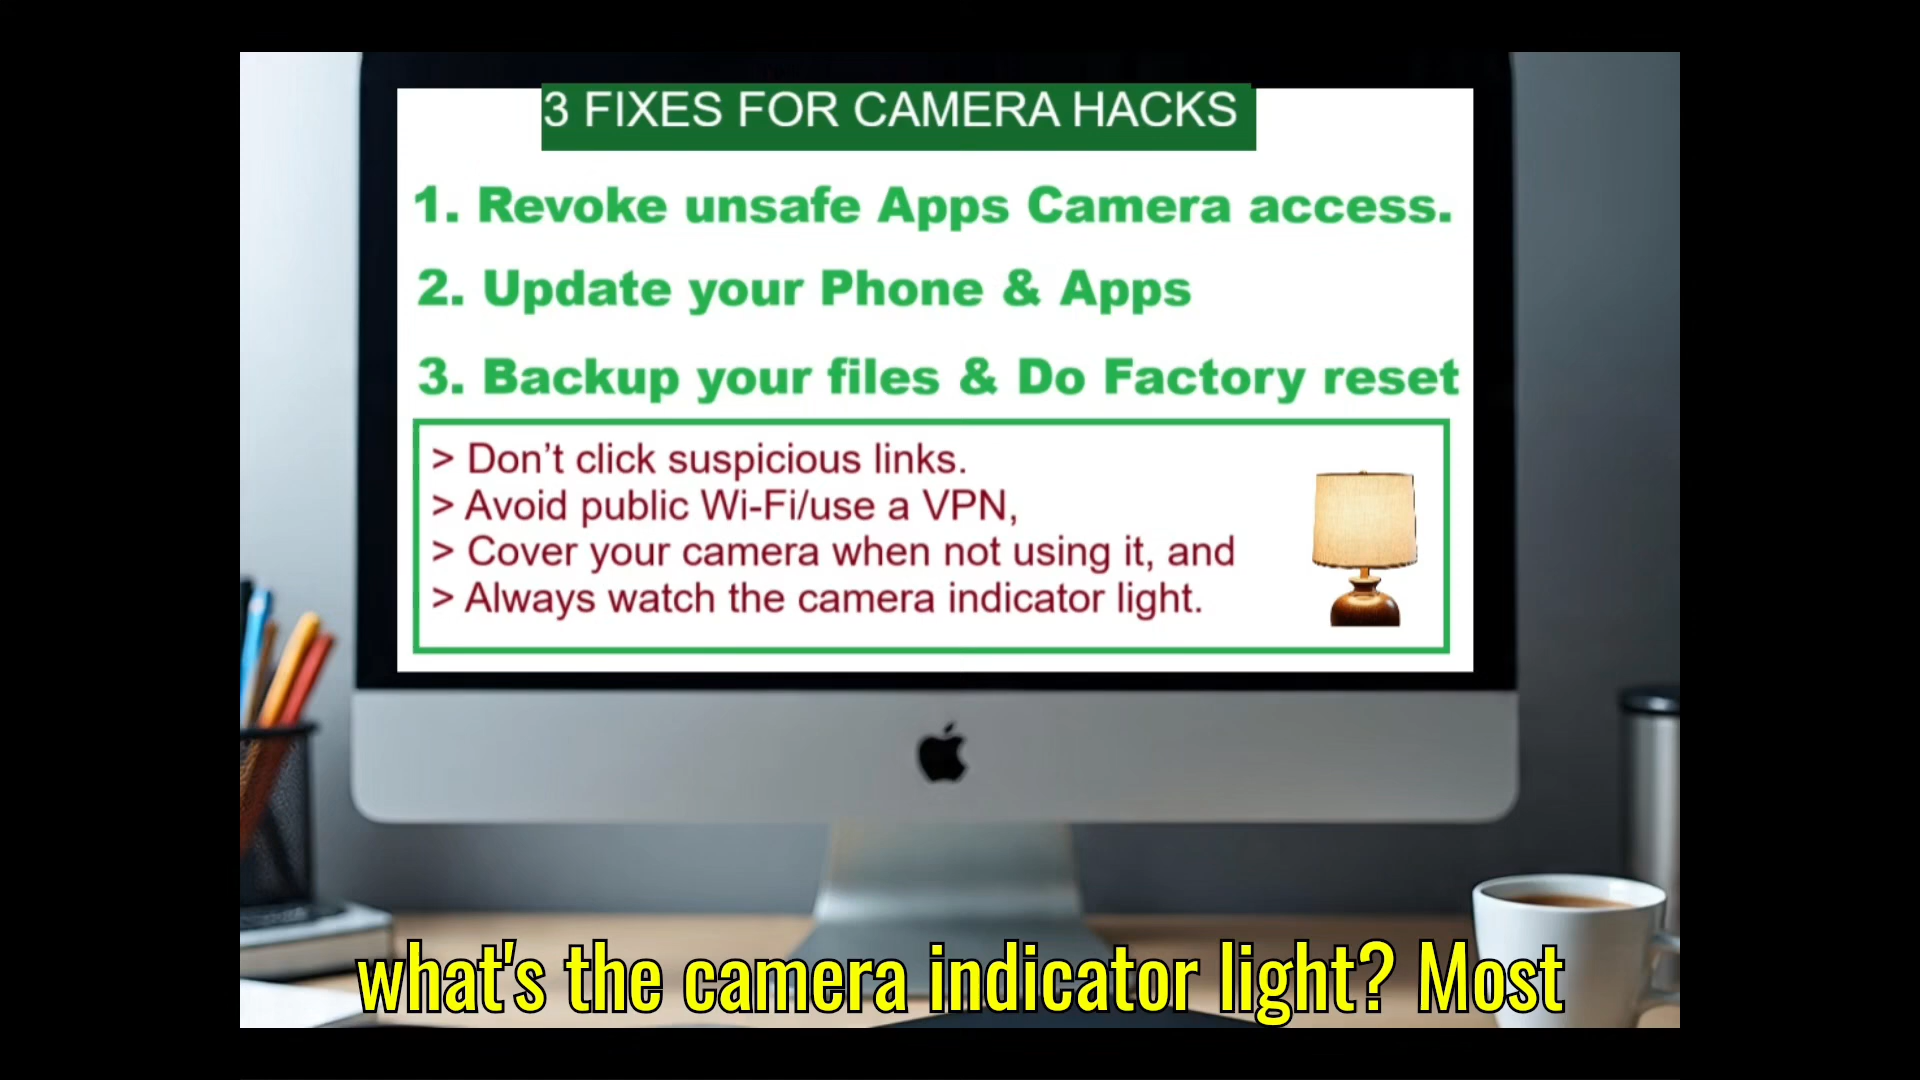 3 FIXES FOR CAMERA HACKS
1. Revoke unsafe Apps Camera access.
2. Update your Phone & Apps
3. Backup your files & Do Factory reset
> Don’t click suspicious links.
> Avoid public Wi-Fi/use a VPN,
> Cover your camera when not using it, and
> Always watch the camera indicator light.
what's the camera indicator light? Most